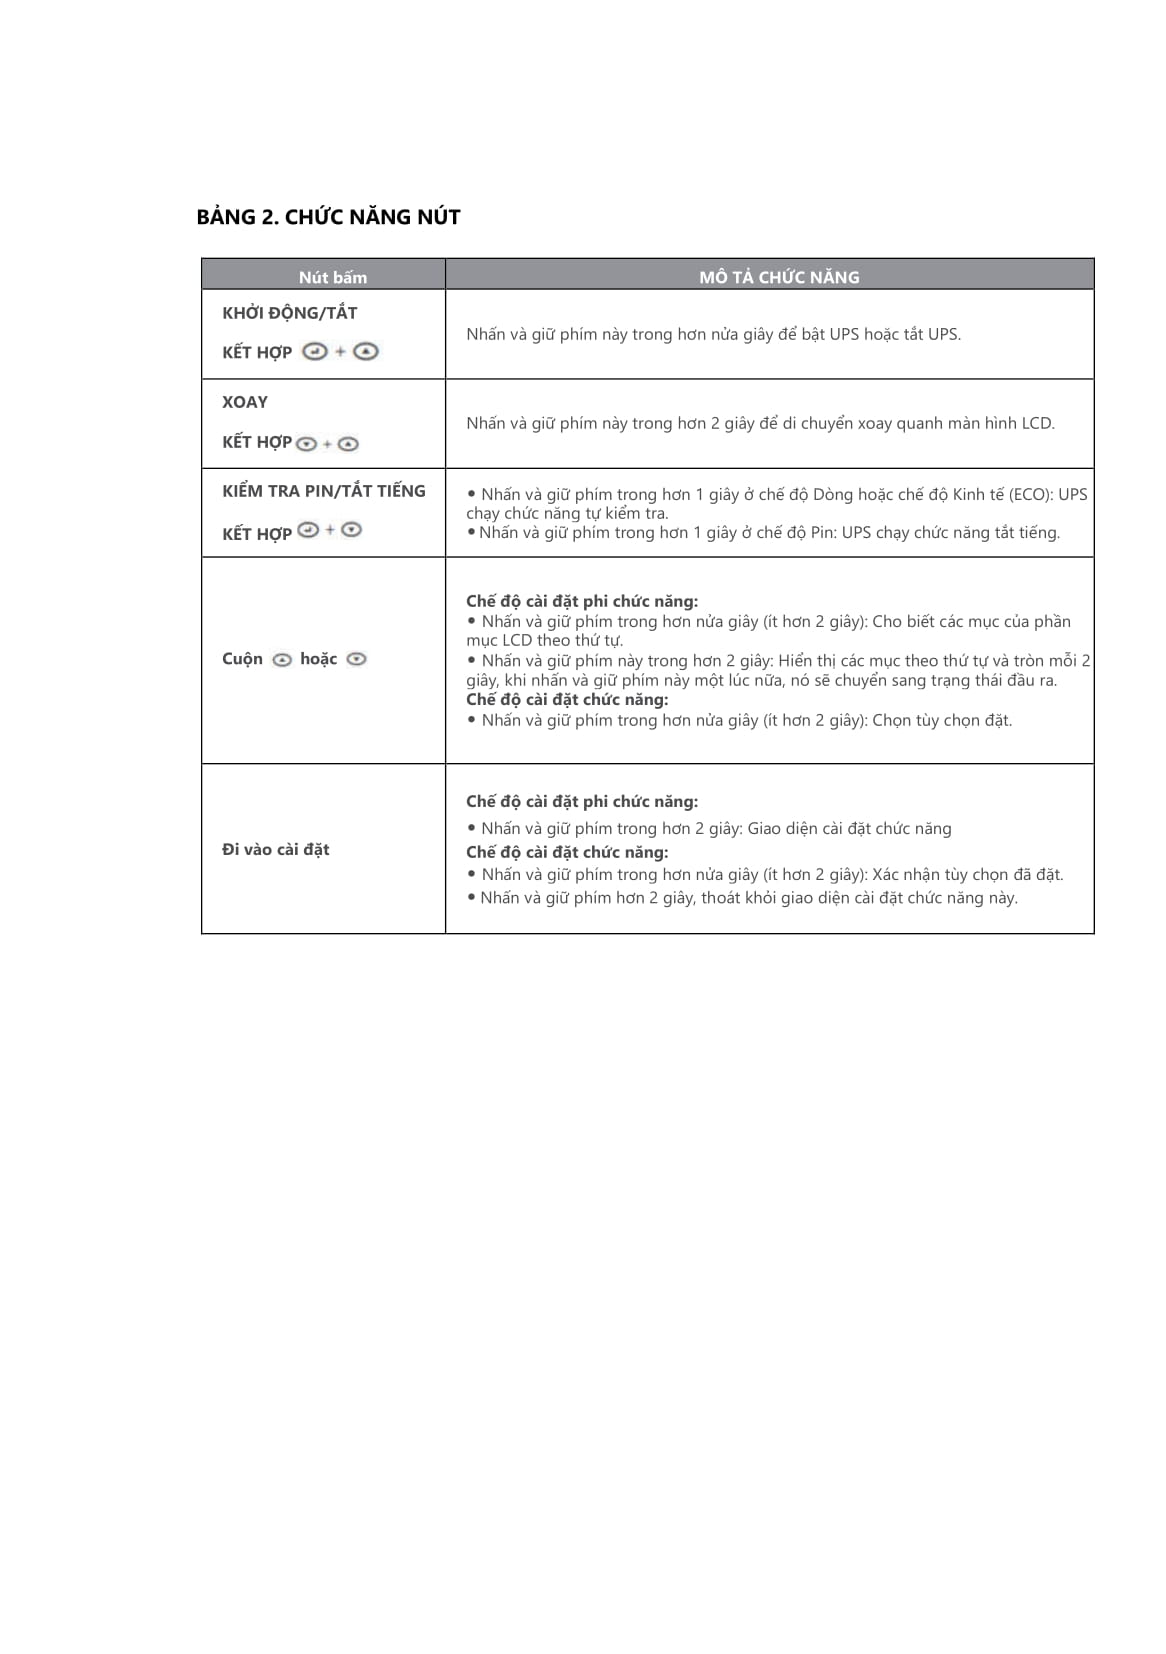 BẢNG 2. CHỨC NĂNG NÚT
Nút bấm
MÔ TẢ CHỨC NĂNG
KHỞI ĐỘNG/TẮT
KẾT HỢP +
Nhấn và giữ phím này trong hơn nửa giây để bật UPS hoặc tắt UPS.
XOAY
KẾT HỢP +
Nhấn và giữ phím này trong hơn 2 giây để di chuyển xoay quanh màn hình LCD.
KIỂM TRA PIN/TẮT TIẾNG
KẾT HỢP +
• Nhấn và giữ phím trong hơn 1 giây ở chế độ Dòng hoặc chế độ Kinh tế (ECO): UPS
chạy chức năng tự kiểm tra.
• Nhấn và giữ phím trong hơn 1 giây ở chế độ Pin: UPS chạy chức năng tắt tiếng.
Cuộn hoặc
Chế độ cài đặt phi chức năng:
• Nhấn và giữ phím trong hơn nửa giây (ít hơn 2 giây): Cho biết các mục của phần
mục LCD theo thứ tự.
• Nhấn và giữ phím này trong hơn 2 giây: Hiển thị các mục theo thứ tự và tròn mỗi 2
giây, khi nhấn và giữ phím này một lúc nữa, nó sẽ chuyển sang trạng thái đầu ra.
Chế độ cài đặt chức năng:
• Nhấn và giữ phím trong hơn nửa giây (ít hơn 2 giây): Chọn tùy chọn đặt.
Đi vào cài đặt
Chế độ cài đặt phi chức năng:
• Nhấn và giữ phím trong hơn 2 giây: Giao diện cài đặt chức năng
Chế độ cài đặt chức năng:
• Nhấn và giữ phím trong hơn nửa giây (ít hơn 2 giây): Xác nhận tùy chọn đã đặt.
• Nhấn và giữ phím hơn 2 giây, thoát khỏi giao diện cài đặt chức năng này.